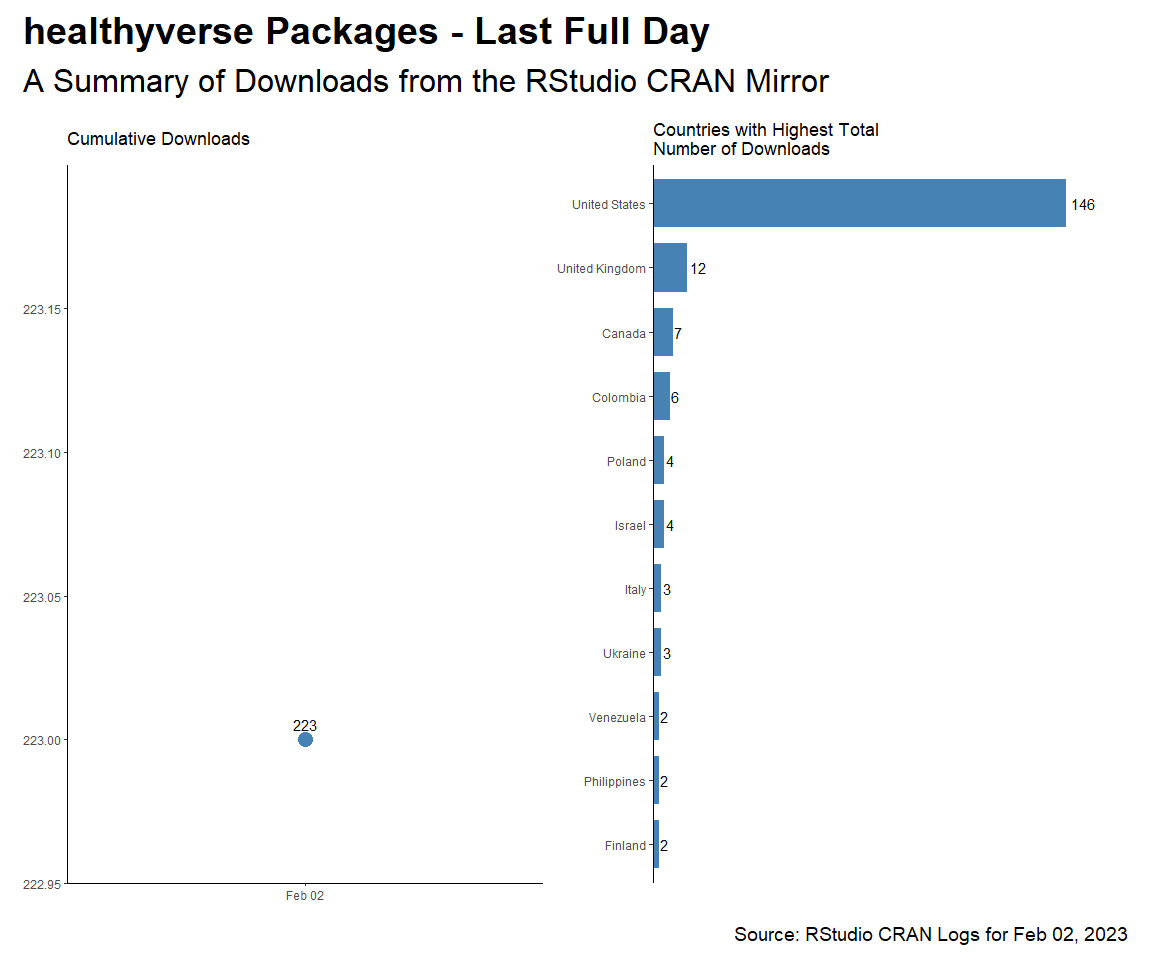 healthyverse Packages - Last Full Day
A Summary of Downloads from the RStudio CRAN Mirror
Cumulative Downloads
223.15
223.10
223.05
223.00
222.95
223
Feb 02
Countries with Highest Total
Number of Downloads
United States 146
United Kingdom 12
Canada 7
Colombia 6
Poland 4
Israel 4
Italy 3
Ukraine 3
Venezuela 2
Philippines 2
Finland 2
Source: RStudio CRAN Logs for Feb 02, 2023